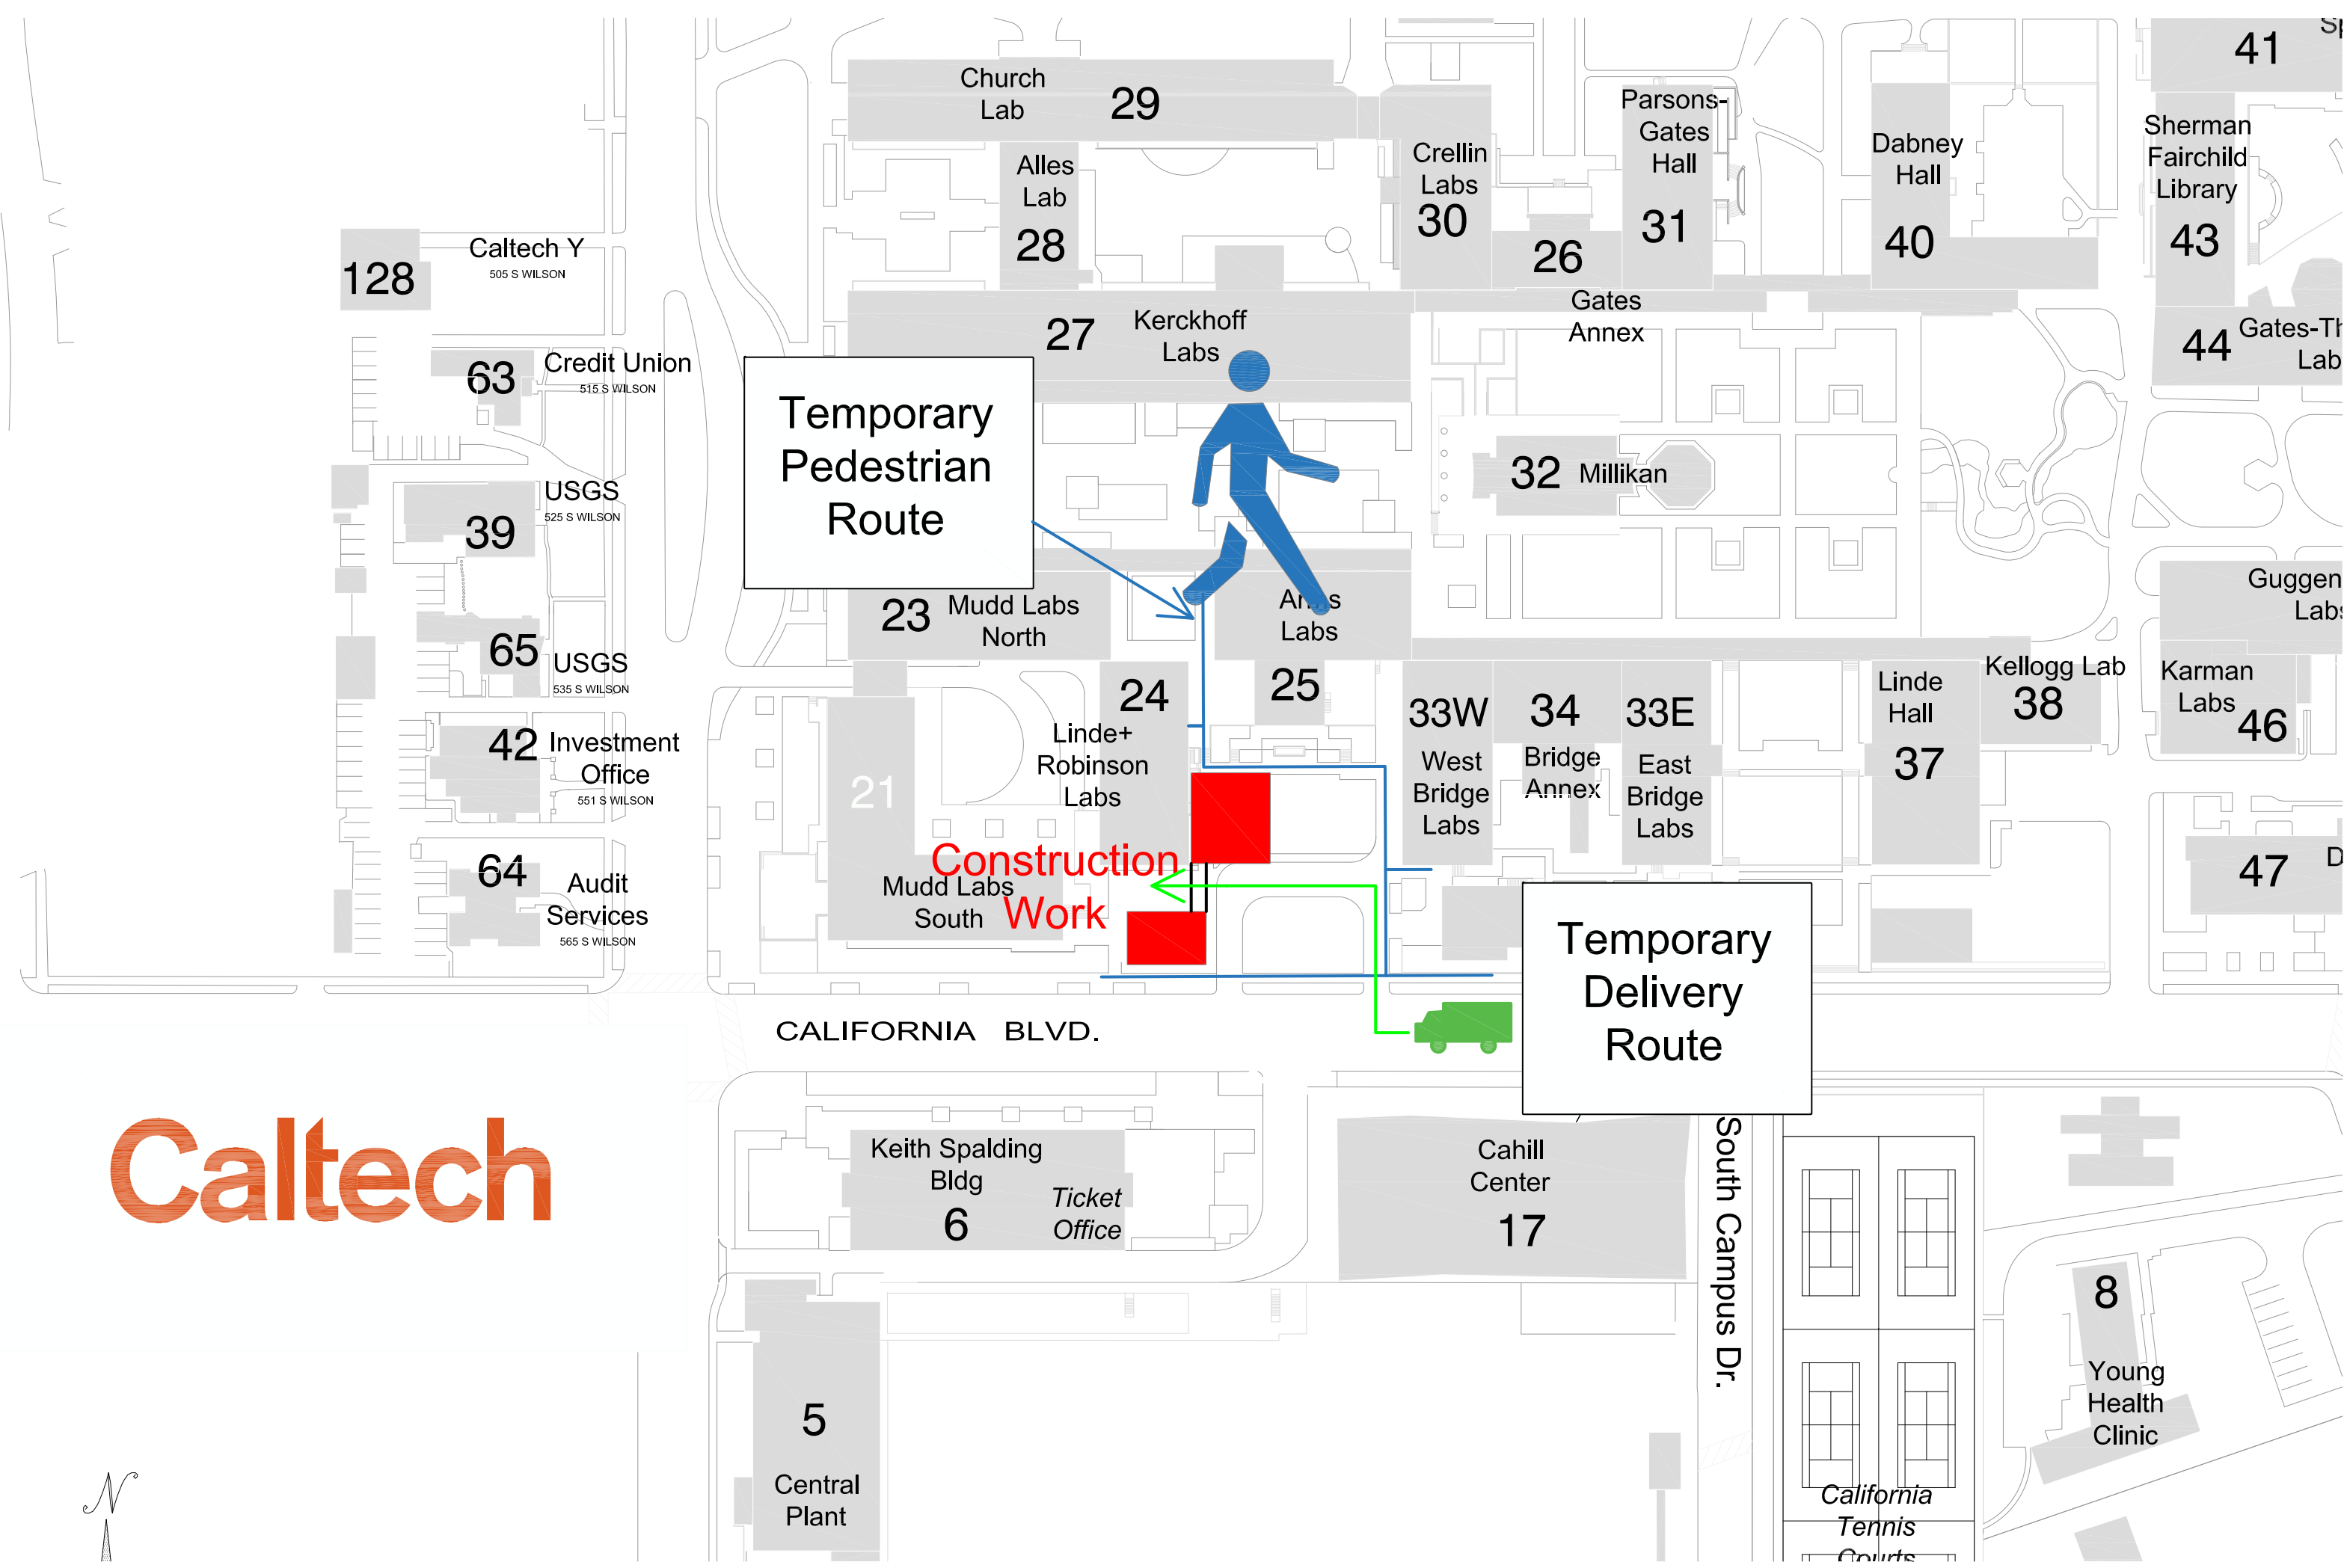 Church
Lab
29
Alles
Lab
28
Crellin
Labs
30
Parsons-
Gates
Hall
31
26
Gates
Annex
Dabney
Hall
40
41
Sherman
Fairchild
Library
43
44
Gates-Th
Lab
128
Caltech Y
505 S WILSON
63
Credit Union
515 S WILSON
27
Kerckhoff
Labs
Temporary
Pedestrian
Route
32 Millikan
39
USGS
525 S WILSON
65
USGS
535 S WILSON
42
Investment
Office
551 S WILSON
64
Audit
Services
565 S WILSON
23
Mudd Labs
North
Arms
Labs
25
24
Linde+
Robinson
Labs
21
Mudd Labs
South
Construction
Work
33W
West
Bridge
Labs
34
Bridge
Annex
33E
East
Bridge
Labs
Linde
Hall
37
Kellogg Lab
38
Guggen
Labs
Karman
Labs
46
47
D
Temporary
Delivery
Route
CALIFORNIA BLVD.
Caltech
Keith Spalding
Bldg
6
Ticket
Office
Cahill
Center
17
South Campus Dr.
5
Central
Plant
8
Young
Health
Clinic
California
Tennis
Courts
N